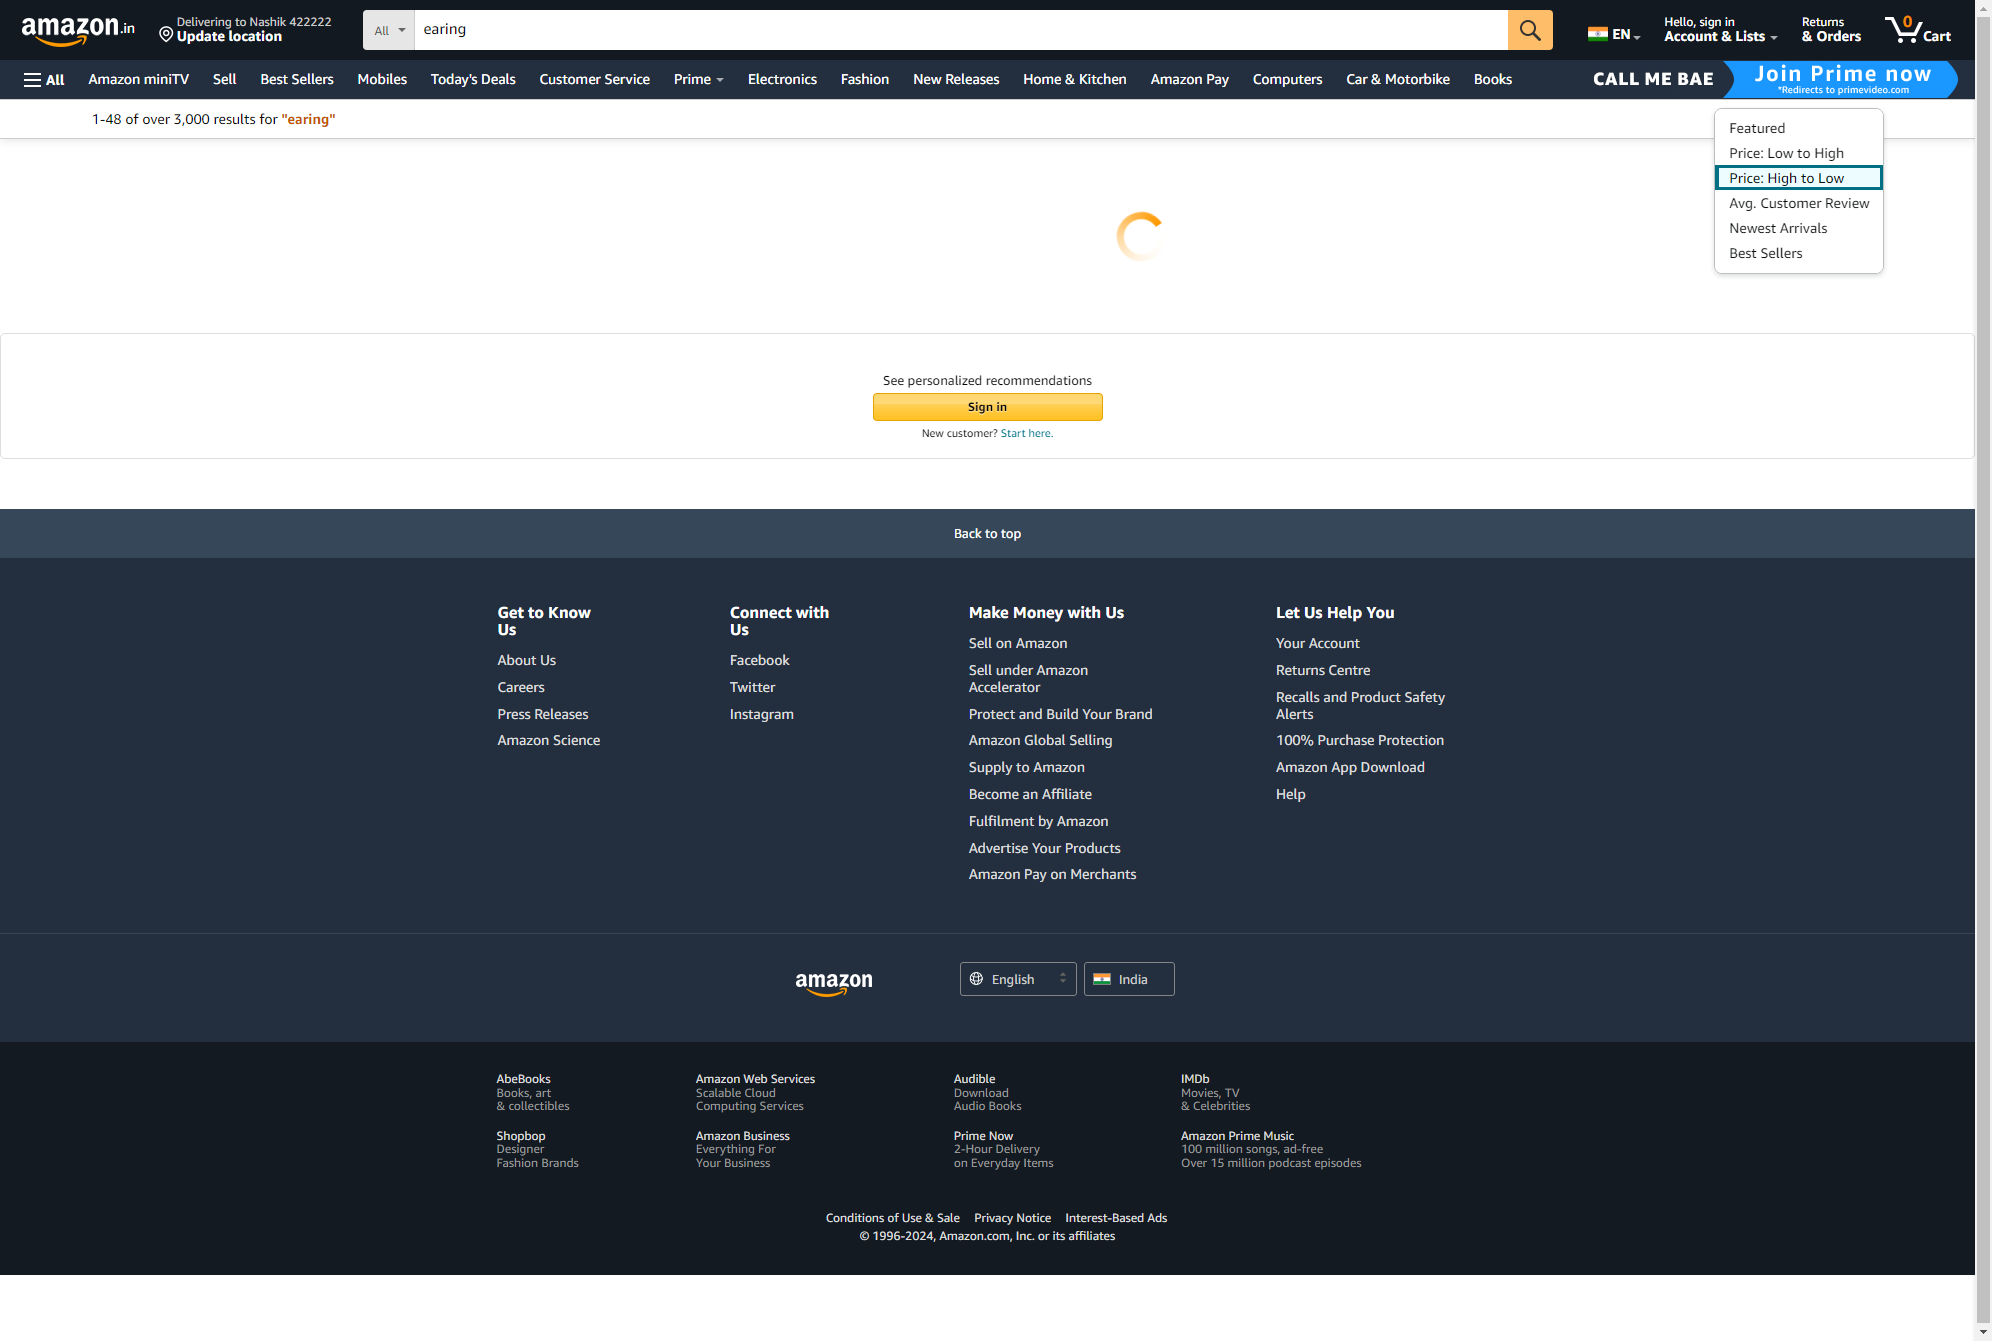 amazon.in
Delivering to Nashik 422222
Update location
All
earing
EN
Hello, sign in
Account & Lists
Returns
& Orders
0
Cart
All
Amazon miniTV
Sell
Best Sellers
Mobiles
Today's Deals
Customer Service
Prime
Electronics
Fashion
New Releases
Home & Kitchen
Amazon Pay
Computers
Car & Motorbike
Books
CALL ME BAE
Join Prime now
*Redirects to primevideo.com
1-48 of over 3,000 results for "earing"
Featured
Price: Low to High
Price: High to Low
Avg. Customer Review
Newest Arrivals
Best Sellers
See personalized recommendations
Sign in
New customer? Start here.
Back to top
Get to Know
Us
About Us
Careers
Press Releases
Amazon Science
Connect with
Us
Facebook
Twitter
Instagram
Make Money with Us
Sell on Amazon
Sell under Amazon
Accelerator
Protect and Build Your Brand
Amazon Global Selling
Supply to Amazon
Become an Affiliate
Fulfilment by Amazon
Advertise Your Products
Amazon Pay on Merchants
Let Us Help You
Your Account
Returns Centre
Recalls and Product Safety
Alerts
100% Purchase Protection
Amazon App Download
Help
amazon
English
India
AbeBooks
Books, art
& collectibles
Amazon Web Services
Scalable Cloud
Computing Services
Audible
Download
Audio Books
IMDb
Movies, TV
& Celebrities
Shopbop
Designer
Fashion Brands
Amazon Business
Everything For
Your Business
Prime Now
2-Hour Delivery
on Everyday Items
Amazon Prime Music
100 million songs, ad-free
Over 15 million podcast episodes
Conditions of Use & Sale
Privacy Notice
Interest-Based Ads
© 1996-2024, Amazon.com, Inc. or its affiliates